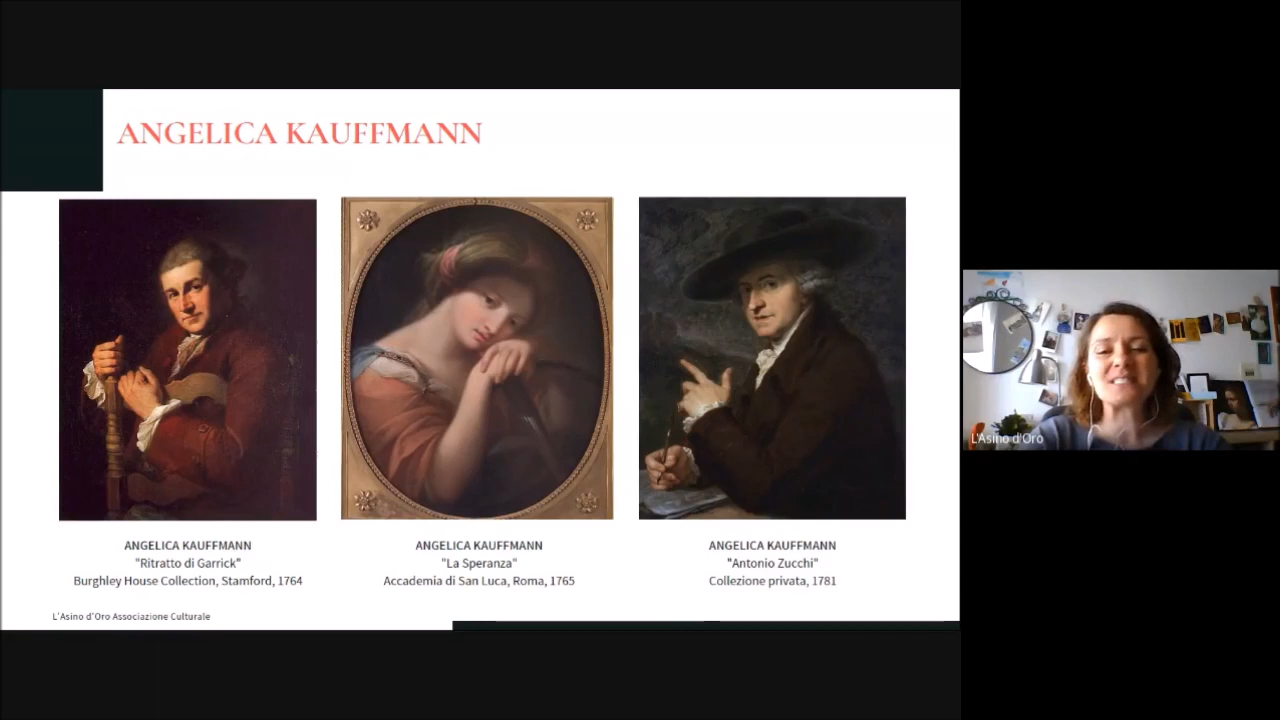 ANGELICA KAUFFMANN
ANGELICA KAUFFMANN
"Ritratto di Garrick"
Burghley House Collection, Stamford, 1764
ANGELICA KAUFFMANN
"La Speranza"
Accademia di San Luca, Roma, 1765
ANGELICA KAUFFMANN
"Antonio Zucchi"
Collezione privata, 1781
L'Asino d'Oro Associazione Culturale
L'Asino d'Oro